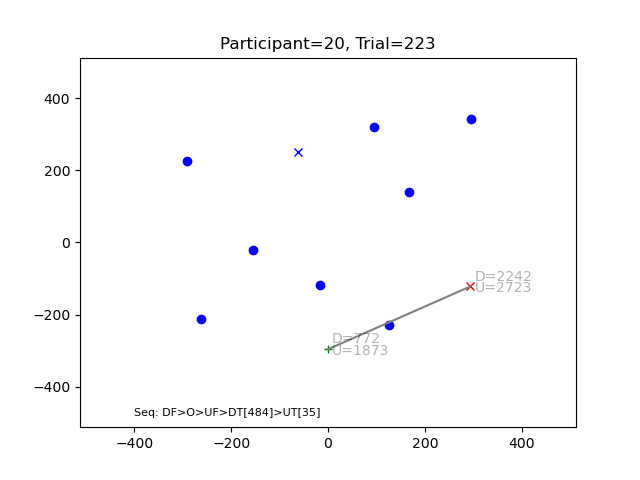 Participant=20, Trial=223
400
200
0
−200
−400
D=2242
U=2723
D=772
U=1873
Seq: DF>O>UF>DT[484]>UT[35]
−400
−200
0
200
400